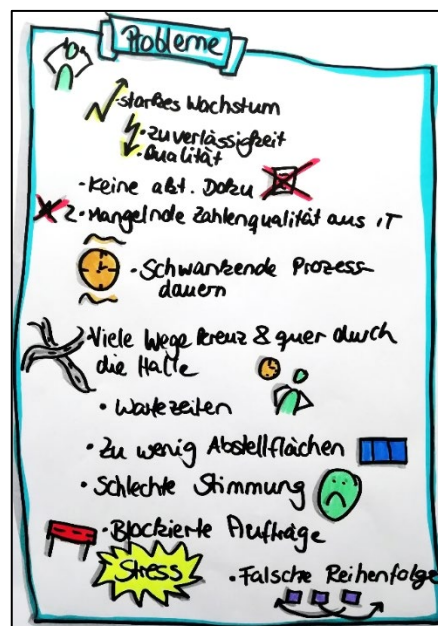 Probleme
starkes Wachstum
· Zuverlässigkeit
· Qualität
· Keine akt. Doku
· Mangelnde Zahlenqualität aus iT
· Schwankende Prozess-
dauern
· Viele Wege kreuz & quer durch
die Halle
· Wartezeiten
· Zu wenig Abstellflächen
· Schlechte Stimmung
· Blockierte Aufträge
Stress
· Falsche Reihenfolge